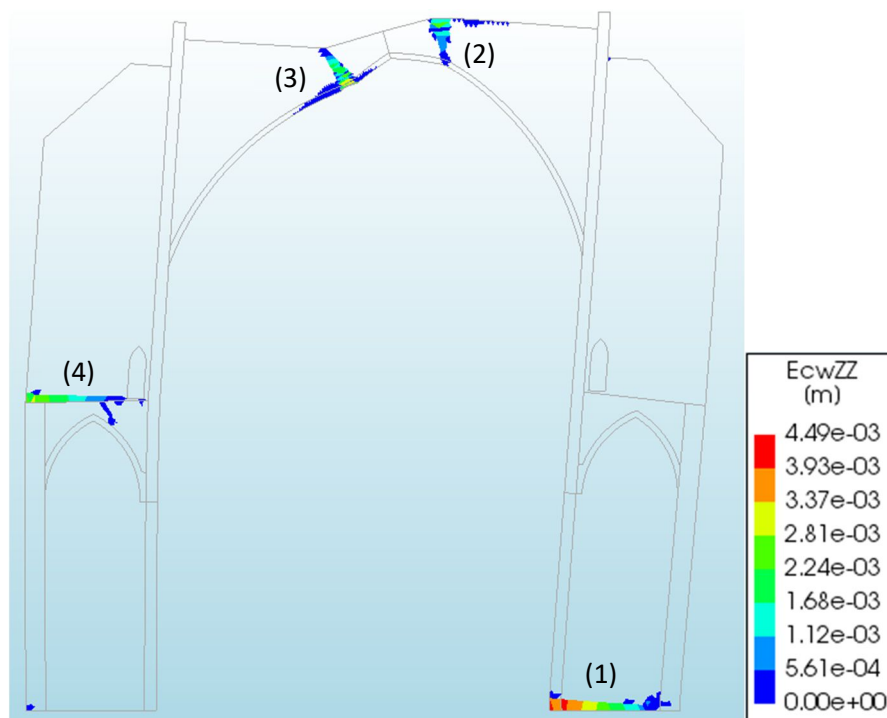 (2)
(3)
(4)
(1)
EcwZZ
(m)
4.49e-03
3.93e-03
3.37e-03
2.81e-03
2.24e-03
1.68e-03
1.12e-03
5.61e-04
0.00e+00